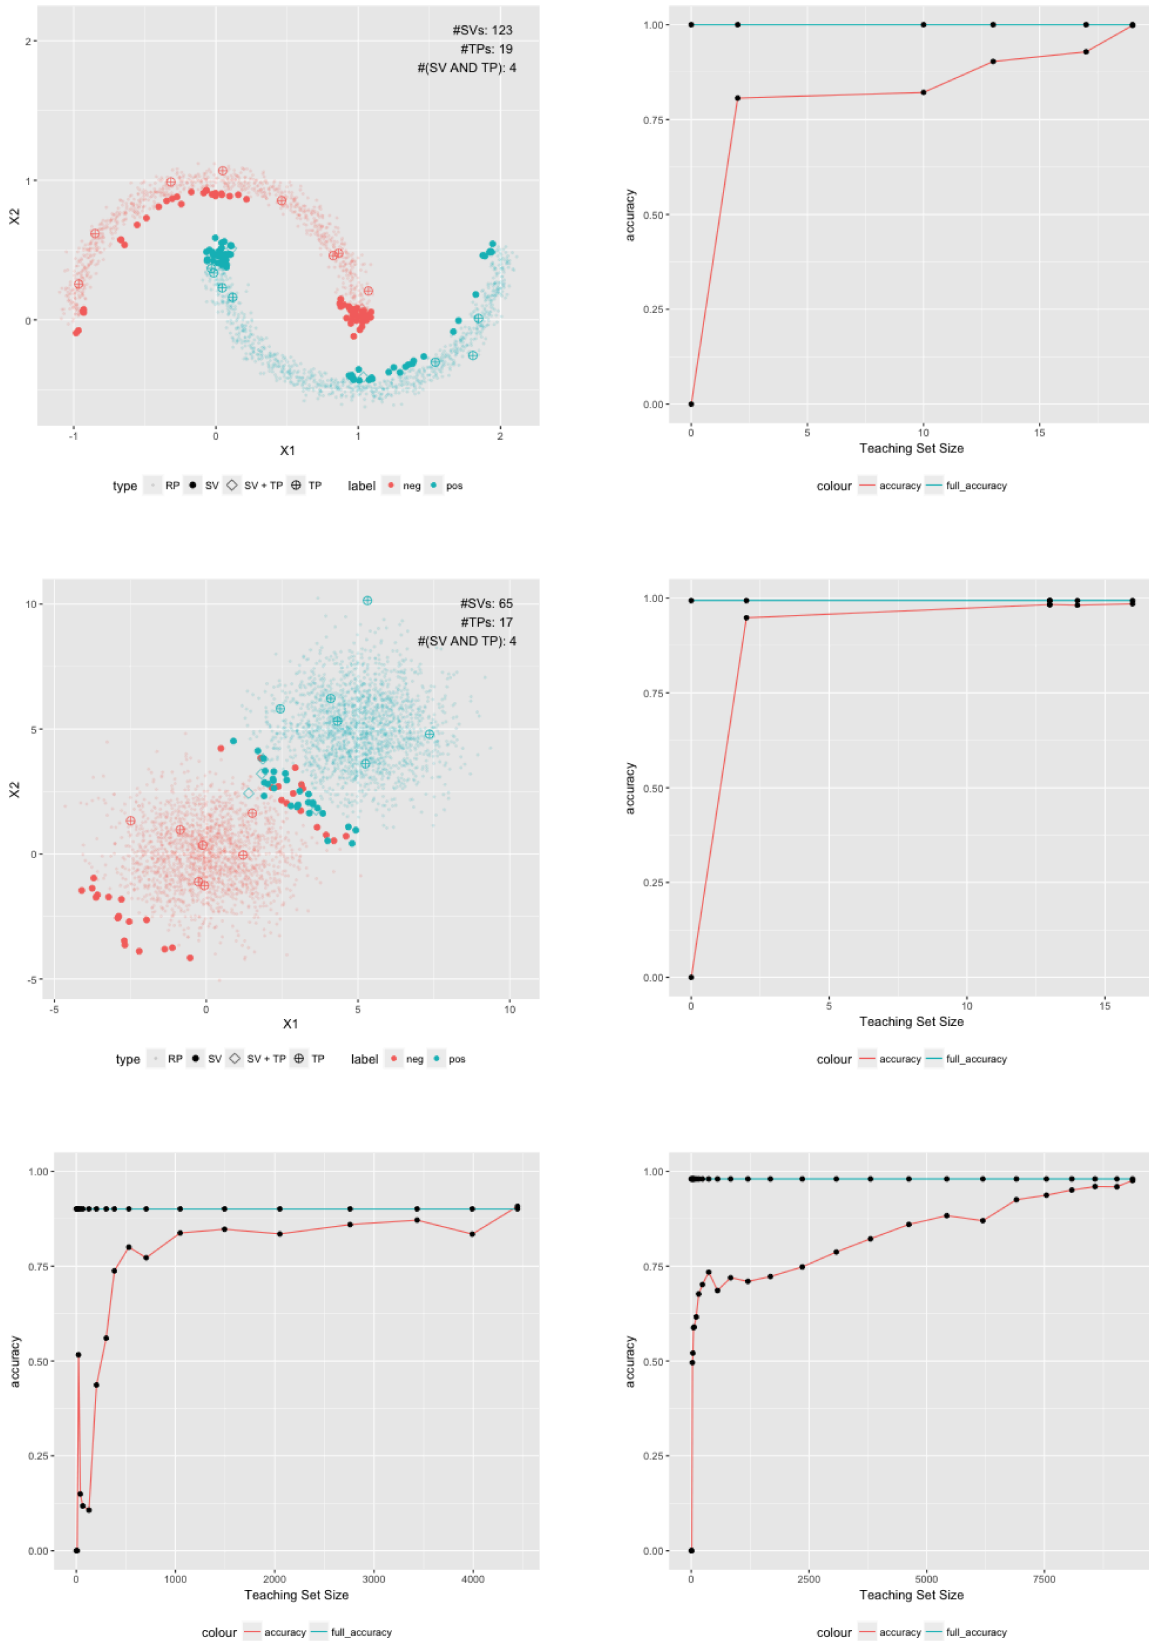 #SVs: 123
#TPs: 19
#(SV AND TP): 4
2
1
0
X2
-1
0
1
2
X1
type RP SV SV + TP TP label neg pos
1.00
0.75
0.50
0.25
0.00
accuracy
0
5
10
15
Teaching Set Size
colour accuracy full_accuracy
#SVs: 65
#TPs: 17
#(SV AND TP): 4
10
5
0
-5
X2
-5
0
5
10
X1
type RP SV SV + TP TP label neg pos
1.00
0.75
0.50
0.25
0.00
accuracy
0
5
10
15
Teaching Set Size
colour accuracy full_accuracy
1.00
0.75
0.50
0.25
0.00
accuracy
0
1000
2000
3000
4000
Teaching Set Size
colour accuracy full_accuracy
1.00
0.75
0.50
0.25
0.00
accuracy
0
2500
5000
7500
Teaching Set Size
colour accuracy full_accuracy